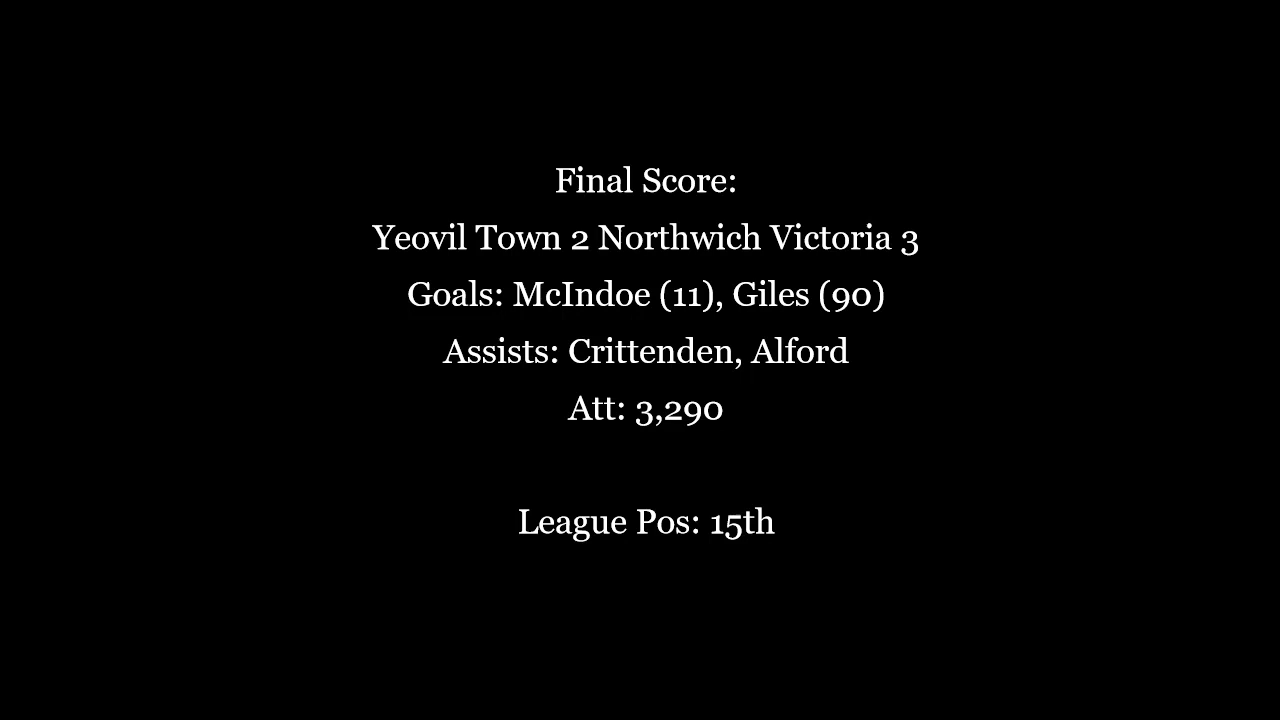 Final Score:
Yeovil Town 2 Northwich Victoria 3
Goals: McIndoe (11), Giles (90)
Assists: Crittenden, Alford
Att: 3,290
League Pos: 15th